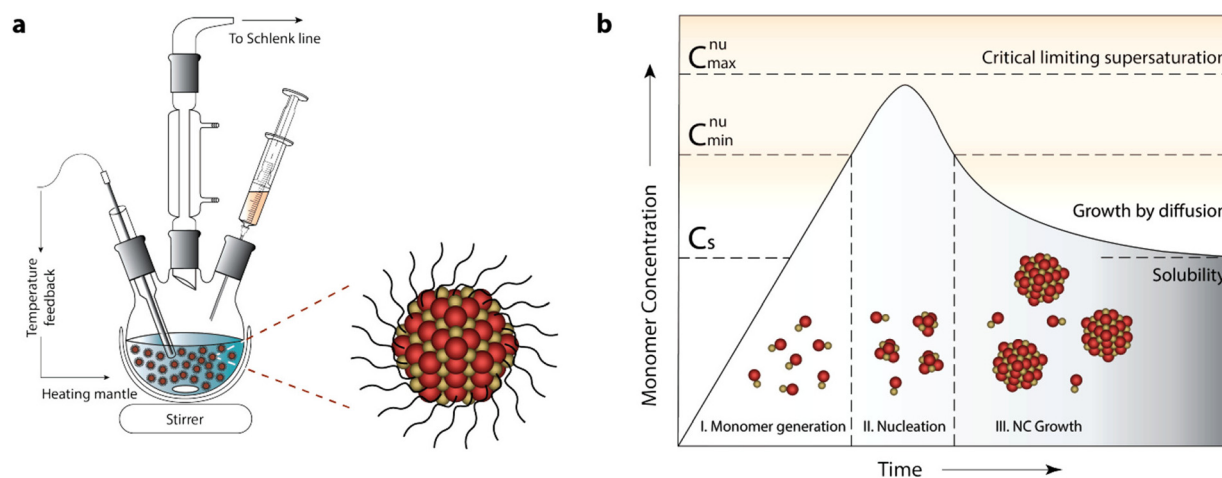 a
To Schlenk line
Temperature
feedback
Heating mantle
Stirrer
b
Monomer Concentration
C nu max
Critical limiting supersaturation
C nu min
Growth by diffusion
Cs
Solubility
I. Monomer generation
II. Nucleation
III. NC Growth
Time